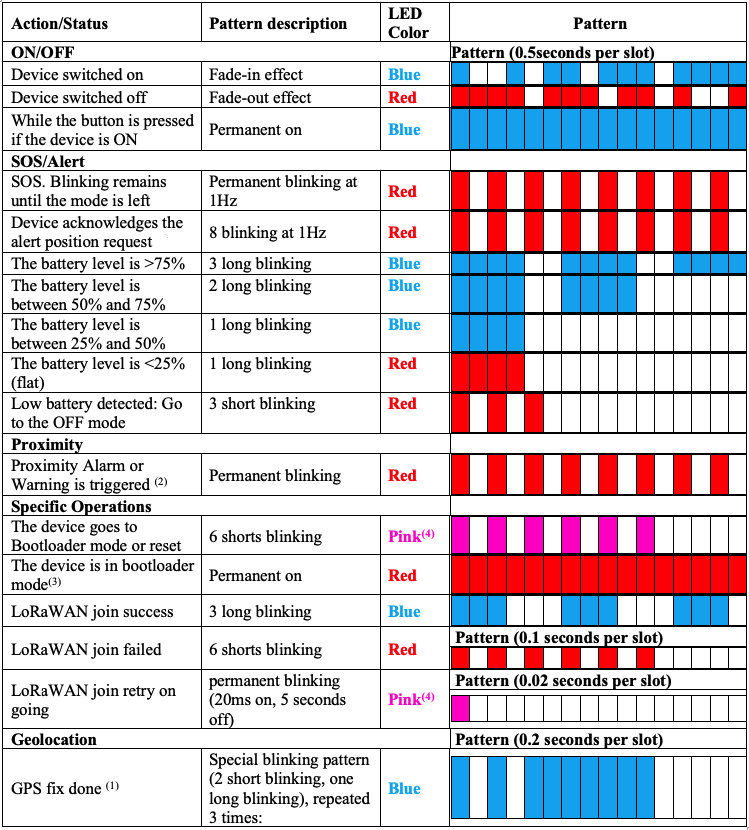 Action/Status Pattern description LED Color Pattern
ON/OFF Pattern (0.5seconds per slot)
Device switched on Fade-in effect Blue
Device switched off Fade-out effect Red
While the button is pressed
if the device is ON Permanent on Blue
SOS/Alert
SOS. Blinking remains
until the mode is left Permanent blinking at
1Hz Red
Device acknowledges the
alert position request 8 blinking at 1Hz Red
The battery level is >75% 3 long blinking Blue
The battery level is
between 50% and 75% 2 long blinking Blue
The battery level is
between 25% and 50% 1 long blinking Blue
The battery level is <25%
(flat) 1 long blinking Red
Low battery detected: Go
to the OFF mode 3 short blinking Red
Proximity
Proximity Alarm or
Warning is triggered (2) Permanent blinking Red
Specific Operations
The device goes to
Bootloader mode or reset 6 shorts blinking Pink(4)
The device is in bootloader
mode(3) Permanent on Red
LoRaWAN join success 3 long blinking Blue
LoRaWAN join failed 6 shorts blinking Red Pattern (0.1 seconds per slot)
LoRaWAN join retry on
going permanent blinking
(20ms on, 5 seconds
off) Pink(4) Pattern (0.02 seconds per slot)
Geolocation Pattern (0.2 seconds per slot)
GPS fix done (1) Special blinking pattern
(2 short blinking, one
long blinking), repeated
3 times: Blue